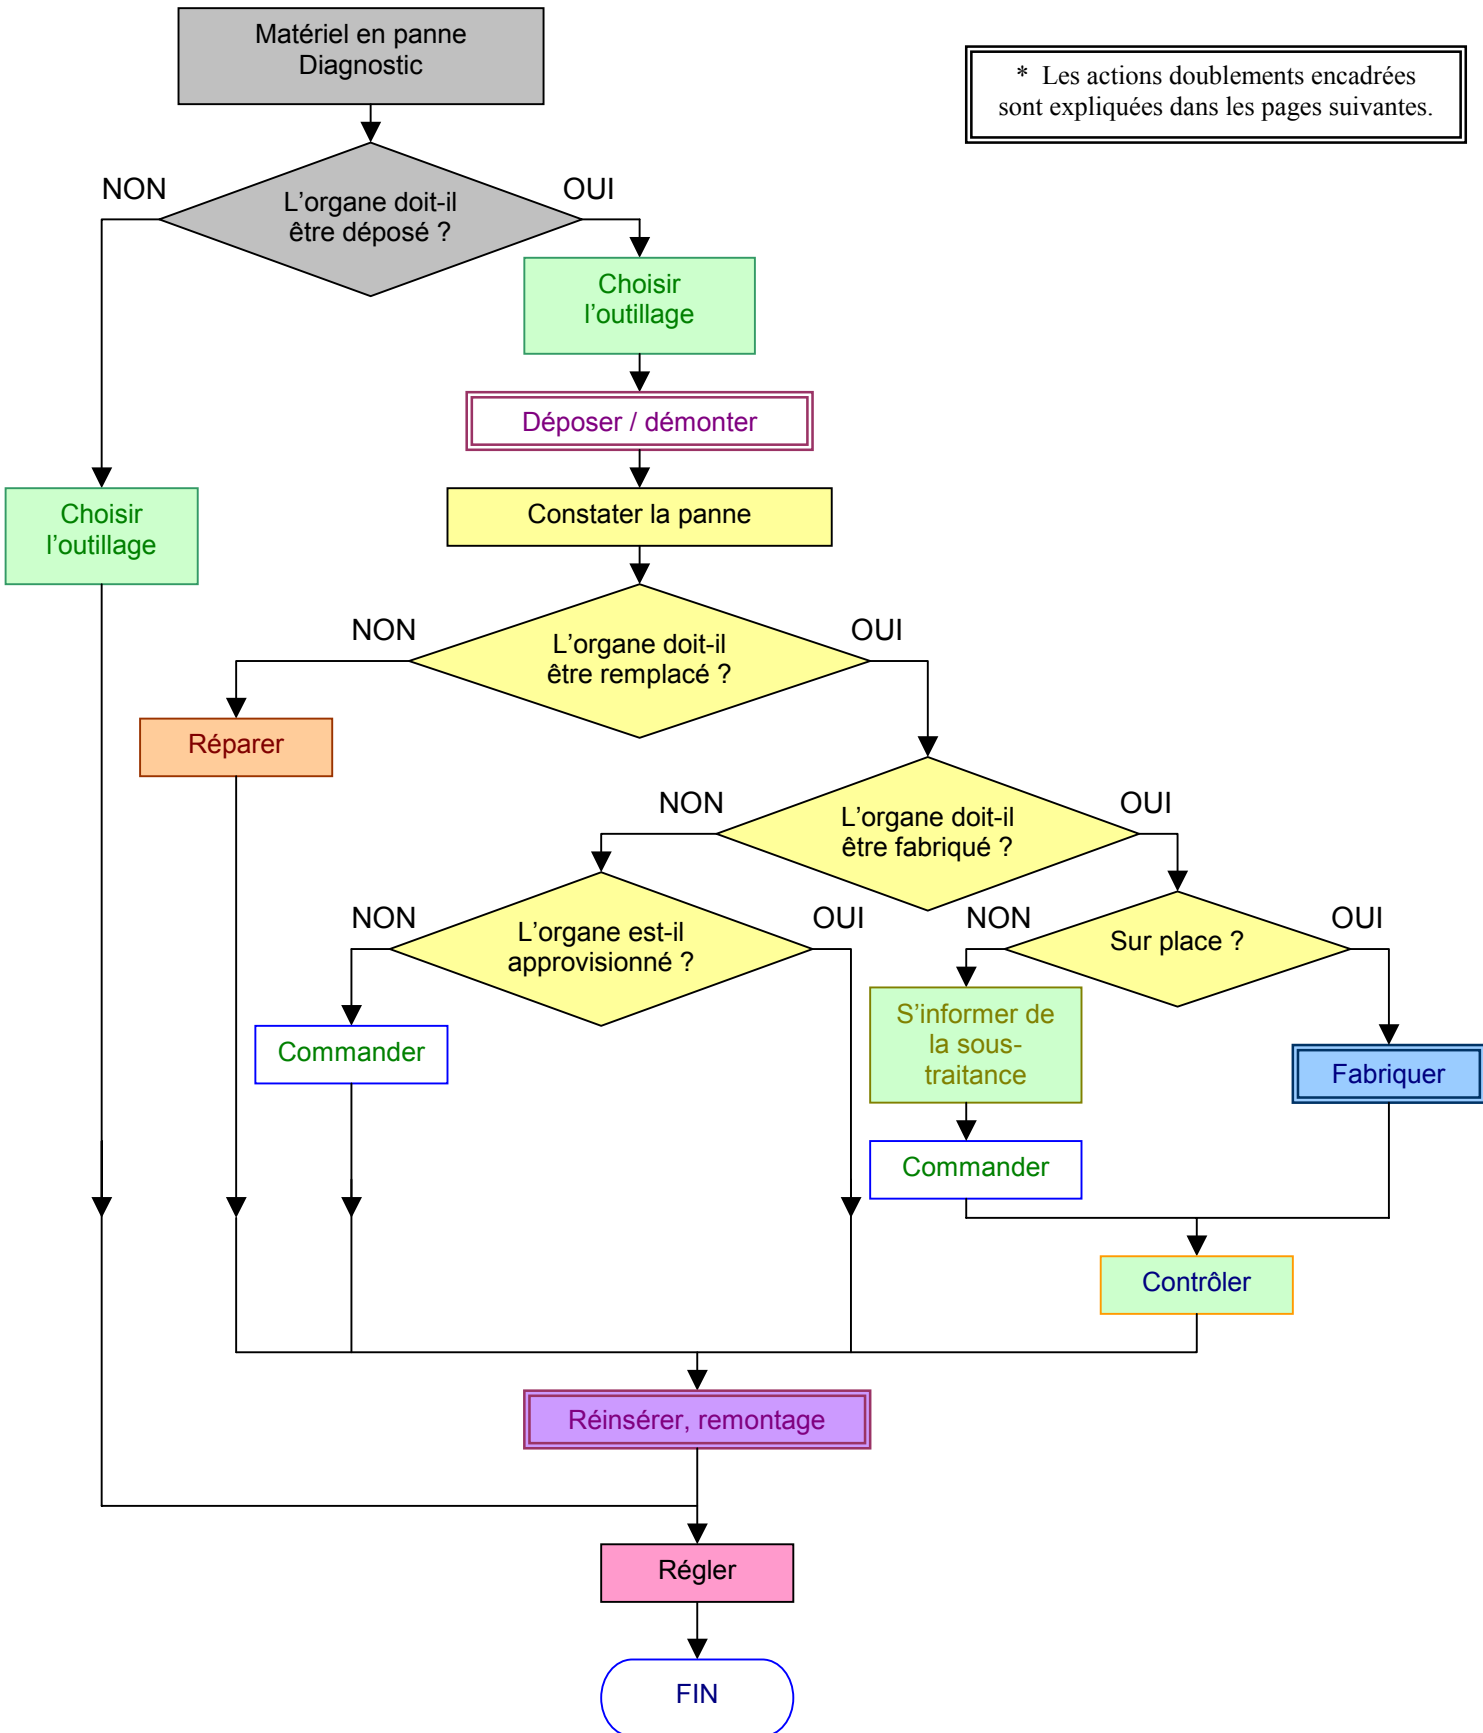 Matériel en panne
Diagnostic
* Les actions doublements encadrées
sont expliquées dans les pages suivantes.
NON
OUI
L’organe doit-il
être déposé ?
Choisir
l’outillage
Déposer / démonter
Choisir
l’outillage
Constater la panne
NON
OUI
L’organe doit-il
être remplacé ?
Réparer
NON
OUI
L’organe doit-il
être fabriqué ?
NON
OUI
L’organe est-il
approvisionné ?
NON
OUI
Sur place ?
Commander
S’informer de
la sous-
traitance
Fabriquer
Commander
Contrôler
Réinsérer, remontage
Régler
FIN